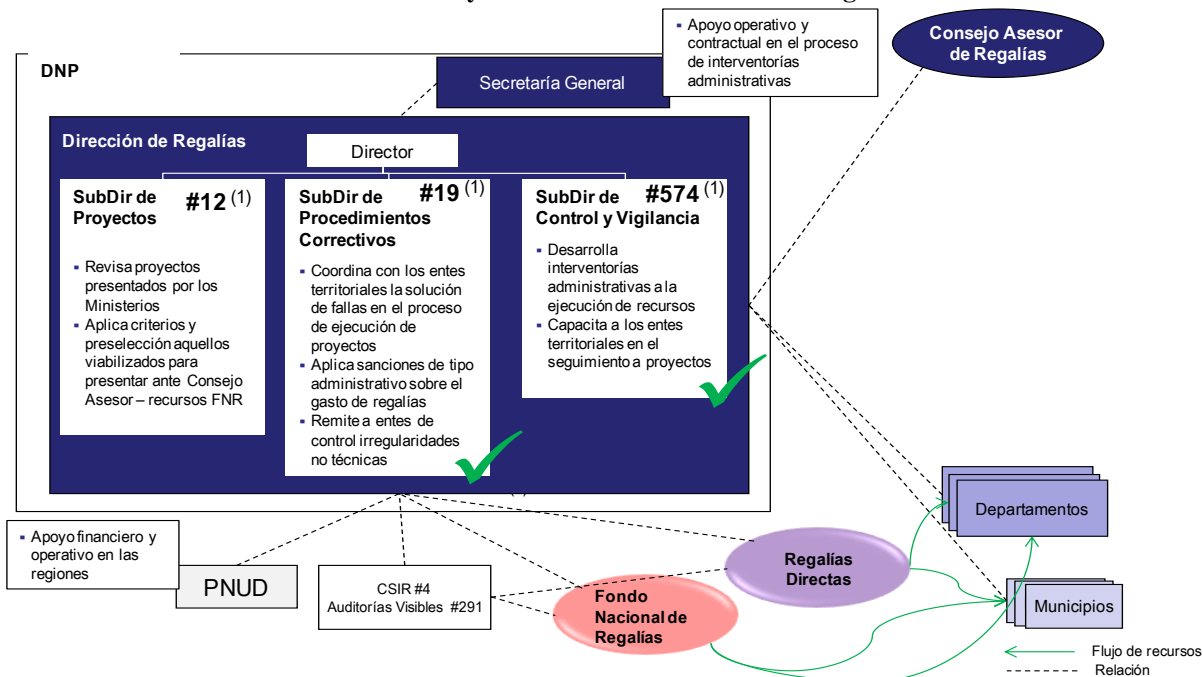 Apoyo operativo y
contractual en el proceso
de interventorías
administrativas
Consejo Asesor
de Regalías
DNP
Secretaría General
Dirección de Regalías
Director
SubDir de
Proyectos
#12 (1)
Revisa proyectos
presentados por los
Ministerios
Aplica criterios y
preselección aquellos
viabilizados para
presentar ante Consejo
Asesor – recursos FNR
SubDir de
Procedimientos
Correctivos
#19 (1)
Coordina con los entes
territoriales la solución
de fallas en el proceso
de ejecución de
proyectos
Aplica sanciones de tipo
administrativo sobre el
gasto de regalías
Remite a entes de
control irregularidades
no técnicas
SubDir de
Control y Vigilancia
#574 (1)
Desarrolla
interventorías
administrativas a la
ejecución de recursos
Capacita a los entes
territoriales en el
seguimiento a proyectos
Apoyo financiero y
operativo en las
regiones
PNUD
CSIR #4
Auditorías Visibles #291
Fondo
Nacional de
Regalías
Regalías
Directas
Departamentos
Municipios
Flujo de recursos
Relación